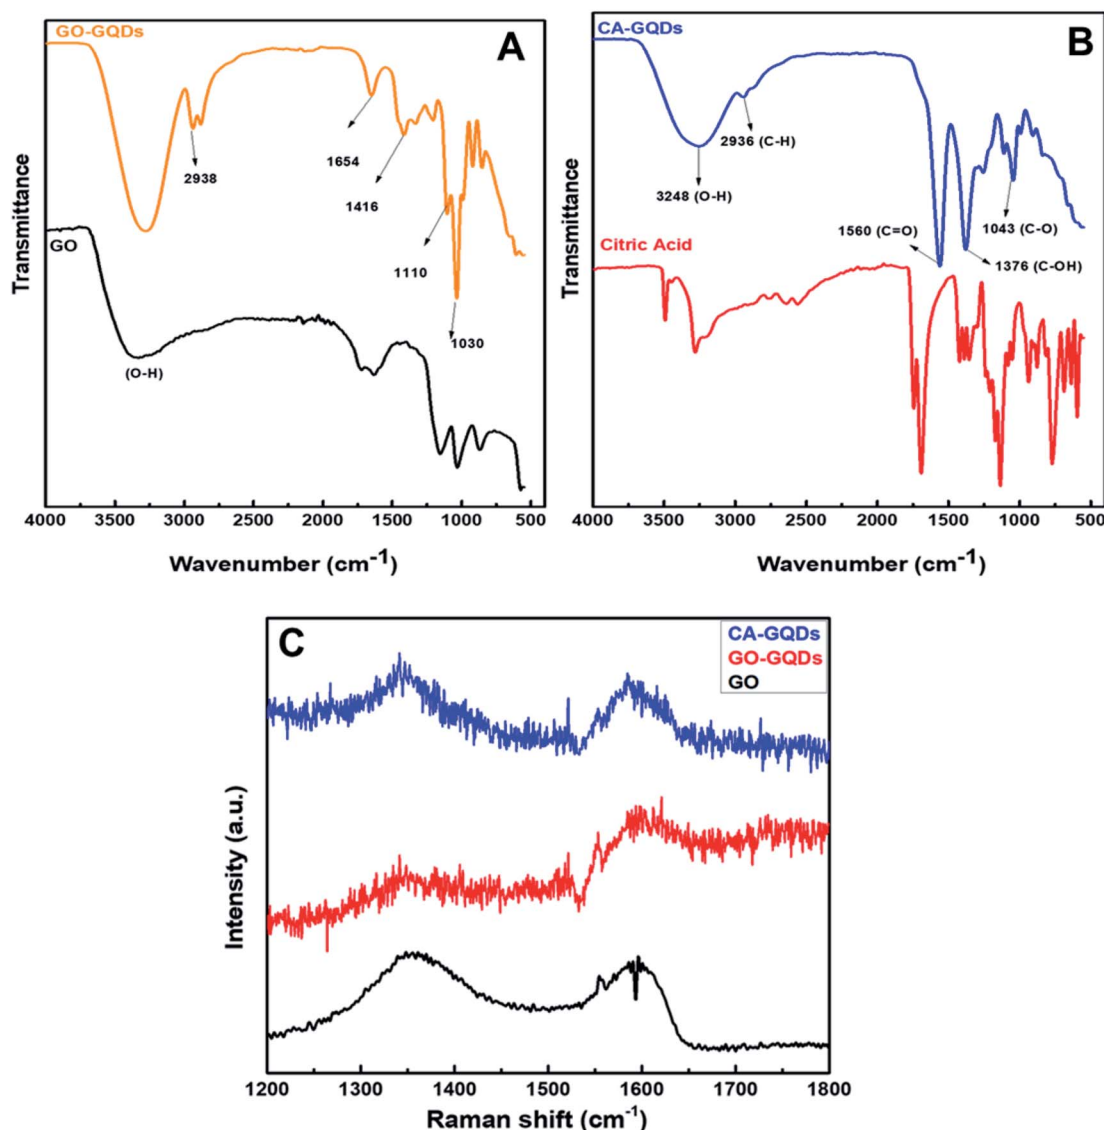 GO-GQDs
A
2938
1654
1416
1110
1030
GO
(O-H)
Transmittance
4000 3500 3000 2500 2000 1500 1000 500
Wavenumber (cm-1)
CA-GQDs
B
2936 (C-H)
3248 (O-H)
1560 (C=O)
1043 (C-O)
1376 (C-OH)
Citric Acid
Transmittance
4000 3500 3000 2500 2000 1500 1000 500
Wavenumber (cm-1)
C
CA-GQDs
GO-GQDs
GO
Intensity (a.u.)
1200 1300 1400 1500 1600 1700 1800
Raman shift (cm-1)